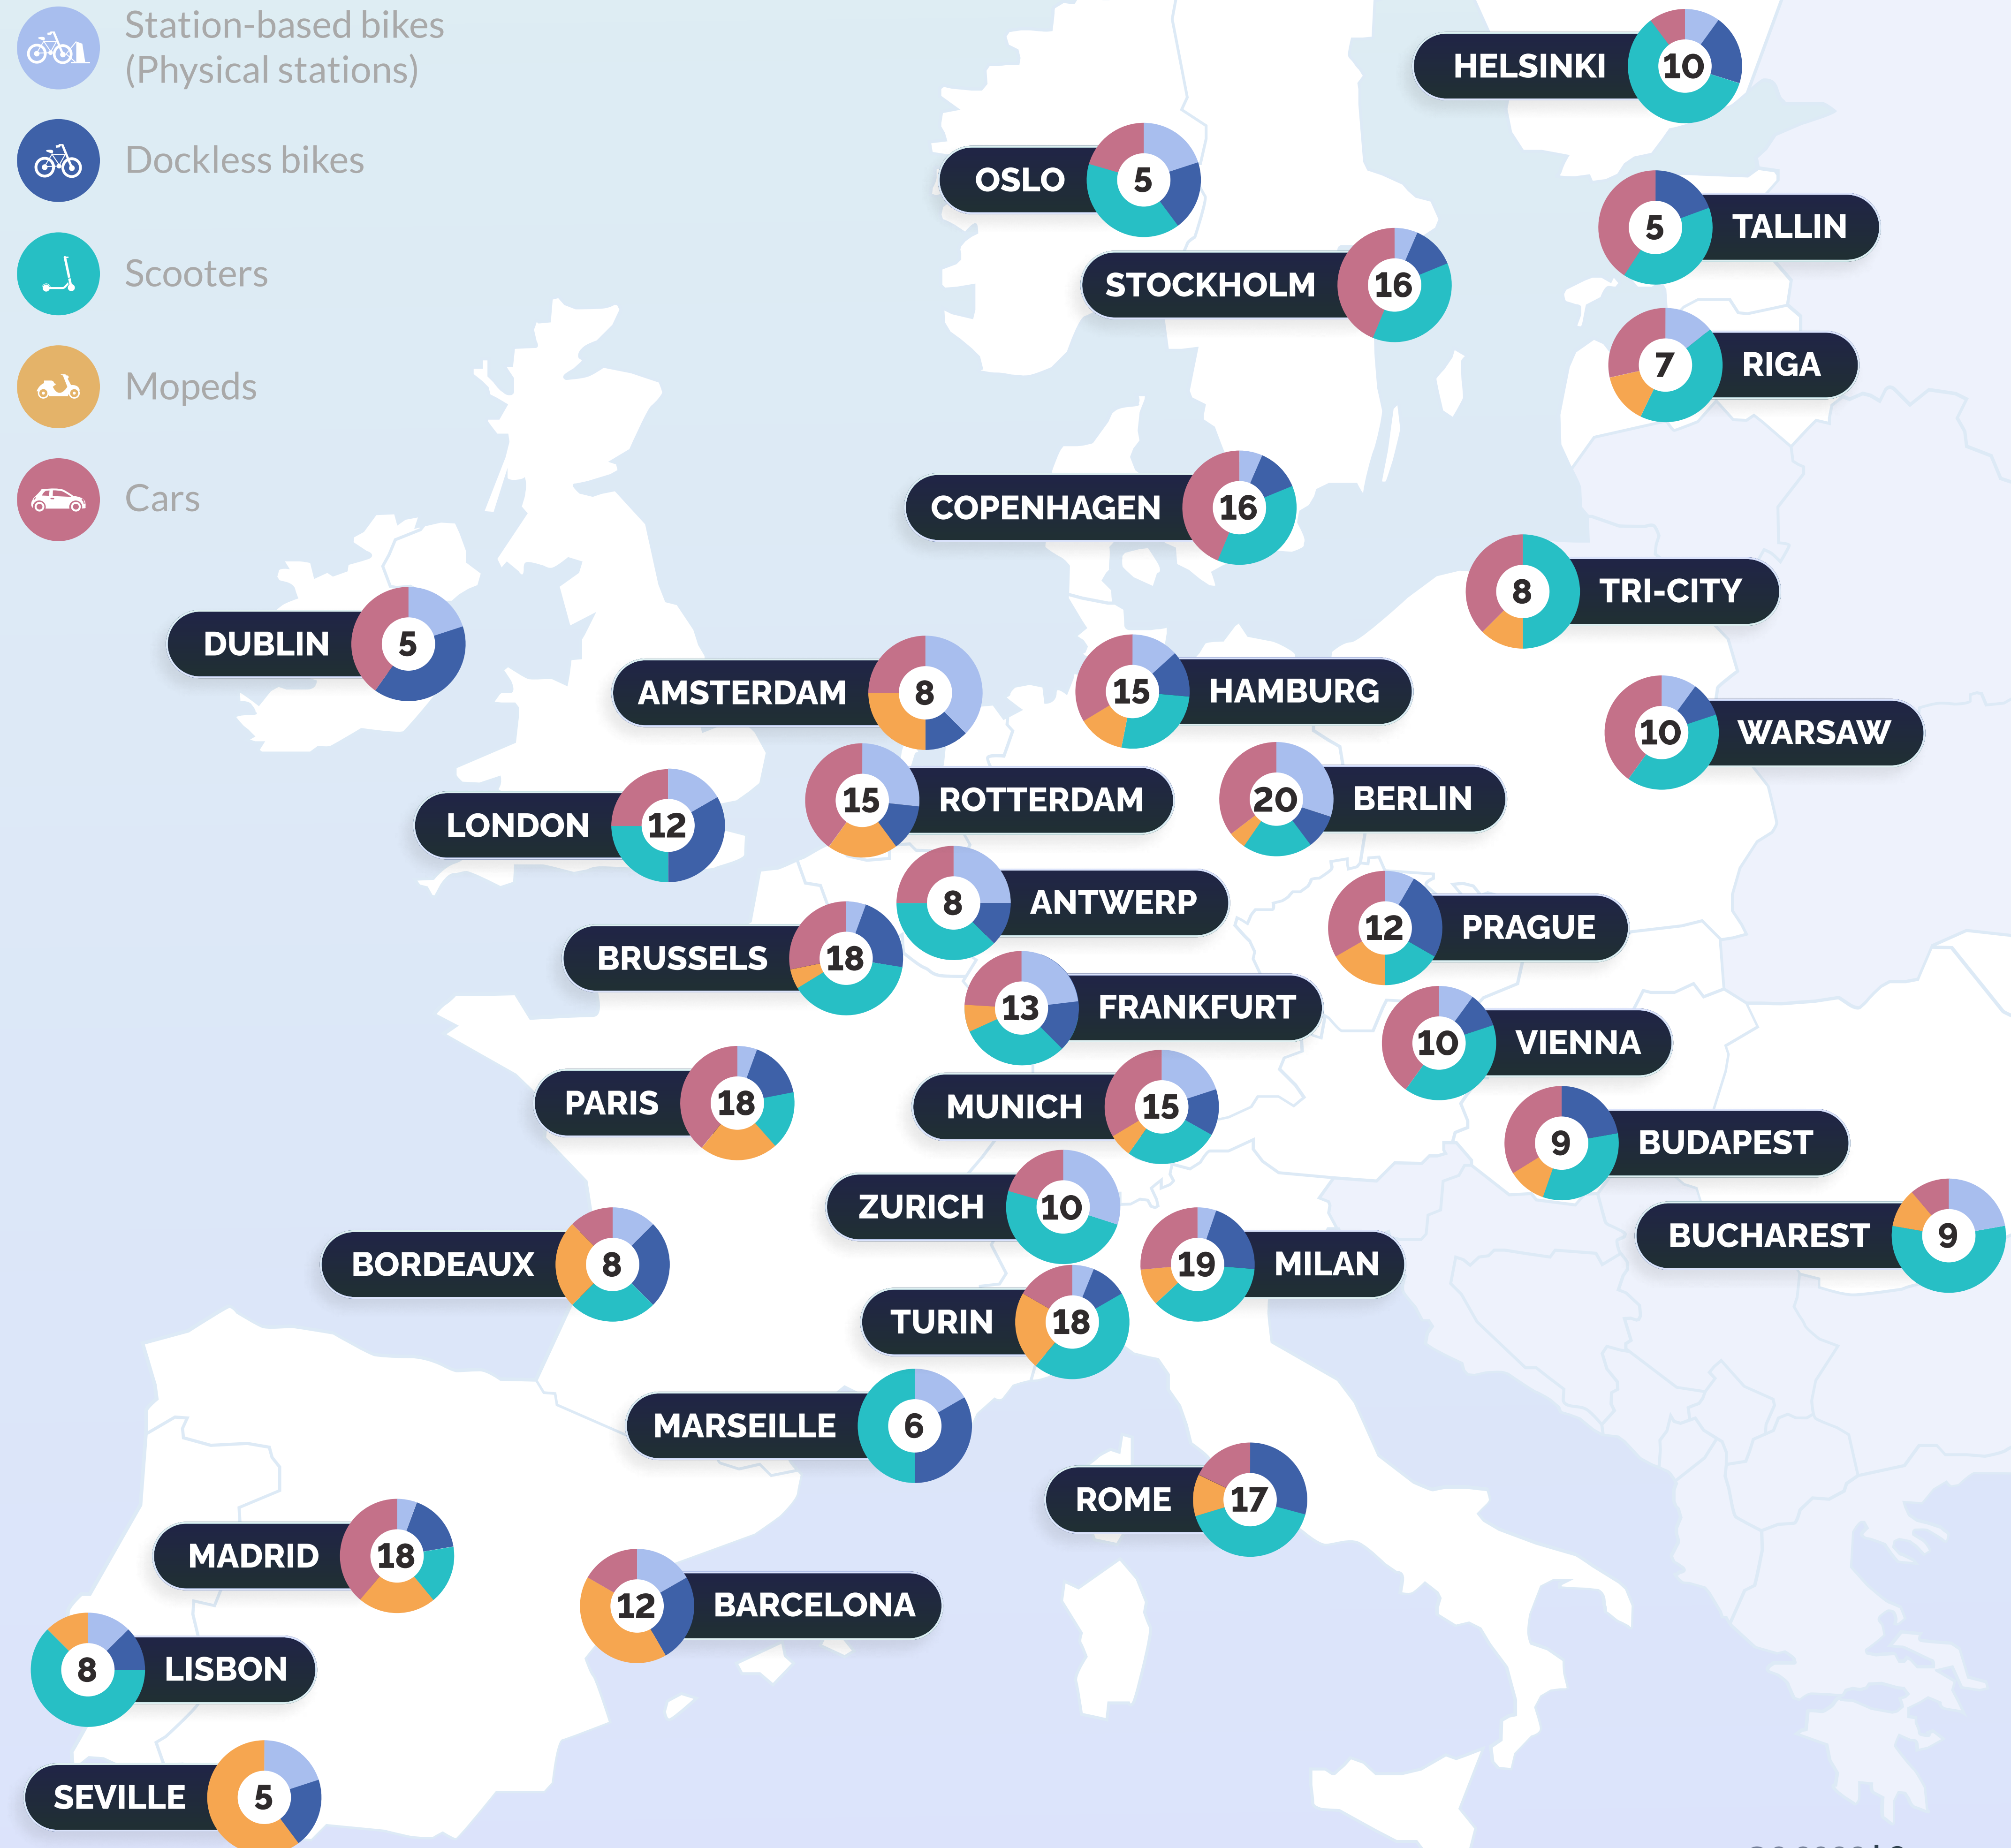 Station-based bikes
(Physical stations)
Dockless bikes
Scooters
Mopeds
Cars
HELSINKI 10
OSLO 5
5 TALLIN
STOCKHOLM 16
7 RIGA
COPENHAGEN 16
8 TRI-CITY
DUBLIN 5
AMSTERDAM 8
15 HAMBURG
10 WARSAW
LONDON 12
15 ROTTERDAM
20 BERLIN
8 ANTWERP
12 PRAGUE
BRUSSELS 18
13 FRANKFURT
10 VIENNA
PARIS 18
MUNICH 15
9 BUDAPEST
ZURICH 10
BUCHAREST 9
BORDEAUX 8
19 MILAN
TURIN 18
MARSEILLE 6
ROME 17
MADRID 18
12 BARCELONA
8 LISBON
SEVILLE 5